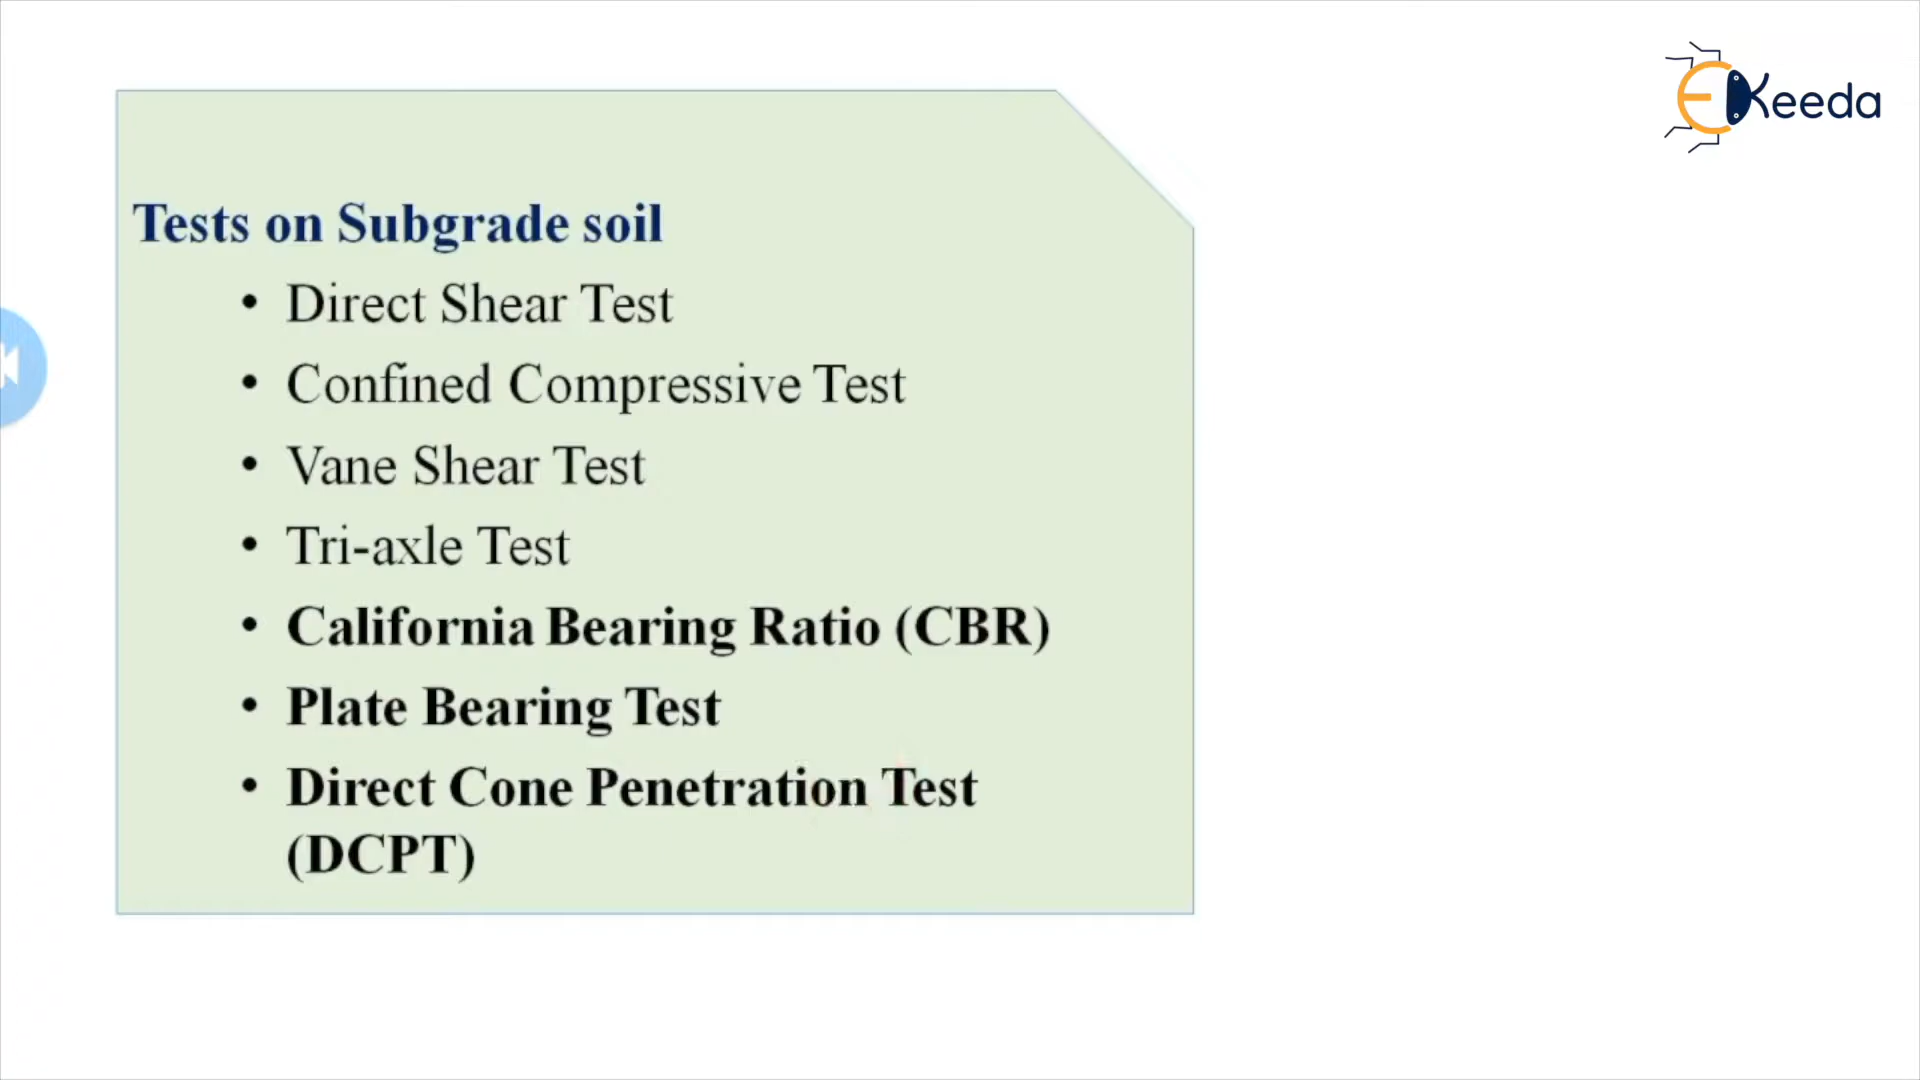 EKeeda
Tests on Subgrade soil
• Direct Shear Test
• Confined Compressive Test
• Vane Shear Test
• Tri-axle Test
• California Bearing Ratio (CBR)
• Plate Bearing Test
• Direct Cone Penetration Test
(DCPT)